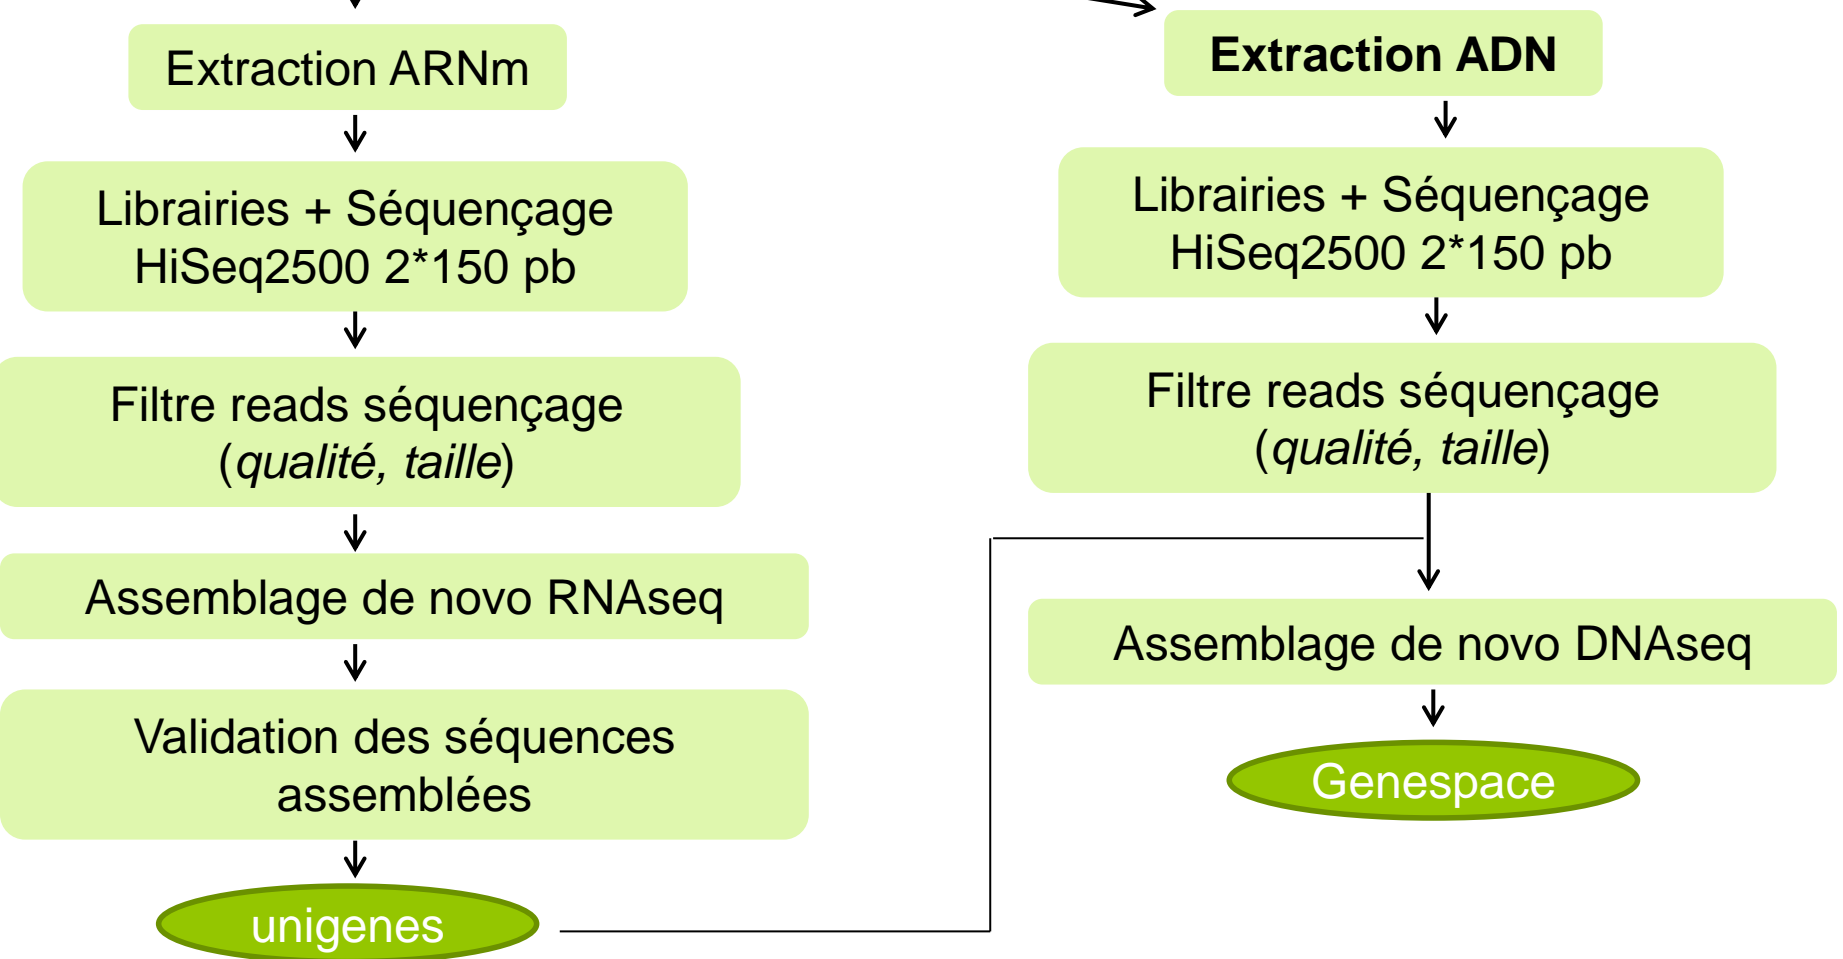 Extraction ARNm
Librairies + Séquençage
HiSeq2500 2*150 pb
Filtre reads séquençage
(qualité, taille)
Assemblage de novo RNAseq
Validation des séquences
assemblées
unigenes
Extraction ADN
Librairies + Séquençage
HiSeq2500 2*150 pb
Filtre reads séquençage
(qualité, taille)
Assemblage de novo DNAseq
Genespace